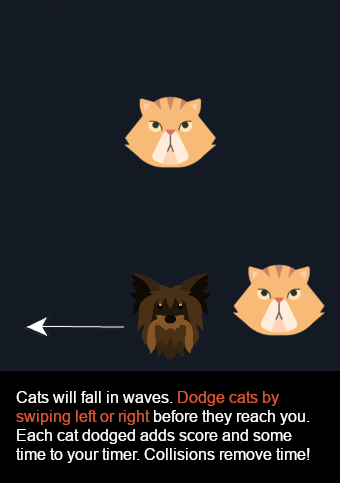 Cats will fall in waves. Dodge cats by
swiping left or right before they reach you.
Each cat dodged adds score and some
time to your timer. Collisions remove time!